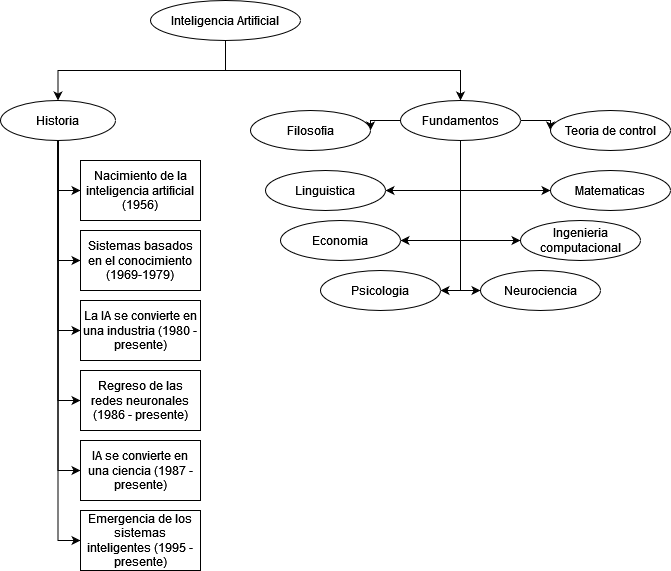 Inteligencia Artificial
Historia
Nacimiento de la
inteligencia artificial
(1956)
Sistemas basados
en el conocimiento
(1969-1979)
La IA se convierte en
una industria (1980 -
presente)
Regreso de las
redes neuronales
(1986 - presente)
IA se convierte en
una ciencia (1987 -
presente)
Emergencia de los
sistemas
inteligentes (1995 -
presente)
Fundamentos
Filosofia
Teoria de control
Linguistica
Matematicas
Economia
Ingenieria
computacional
Psicologia
Neurociencia